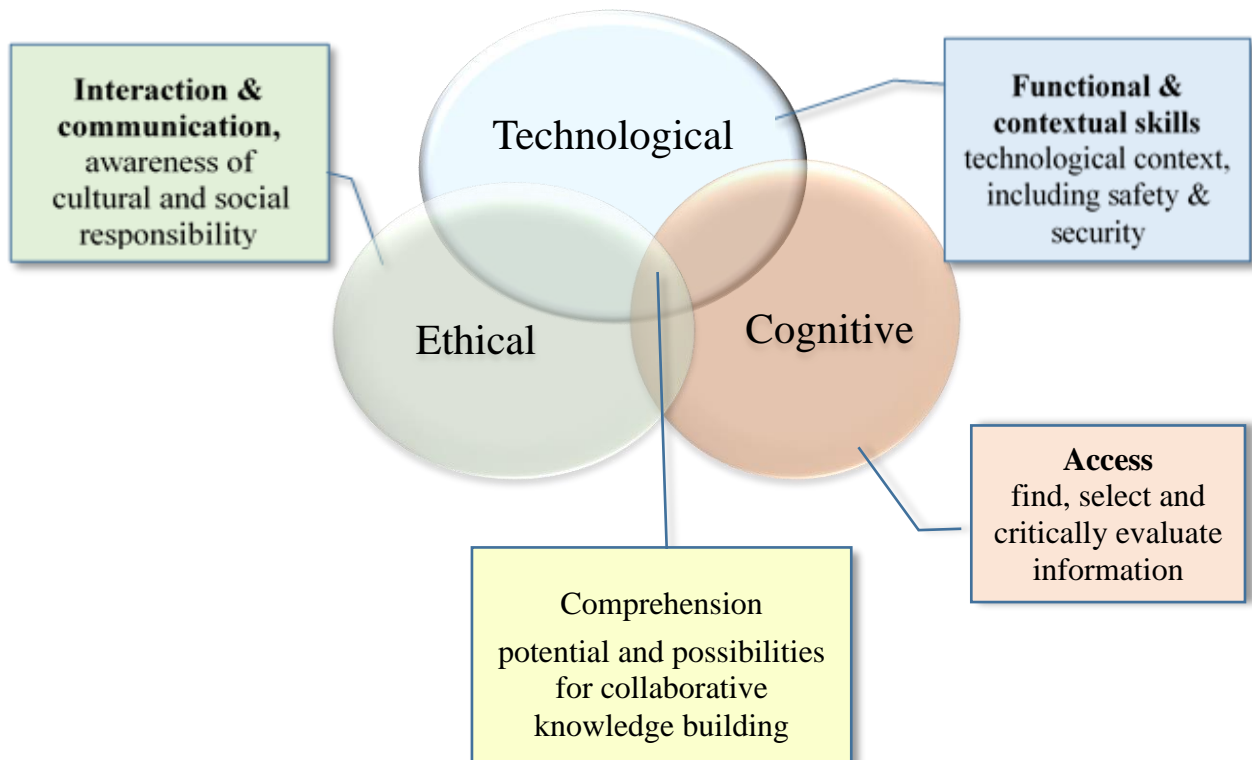 Interaction &
communication,
awareness of
cultural and social
responsibility
Technological
Functional &
contextual skills
technological context,
including safety &
security
Ethical
Cognitive
Access
find, select and
critically evaluate
information
Comprehension
potential and possibilities
for collaborative
knowledge building